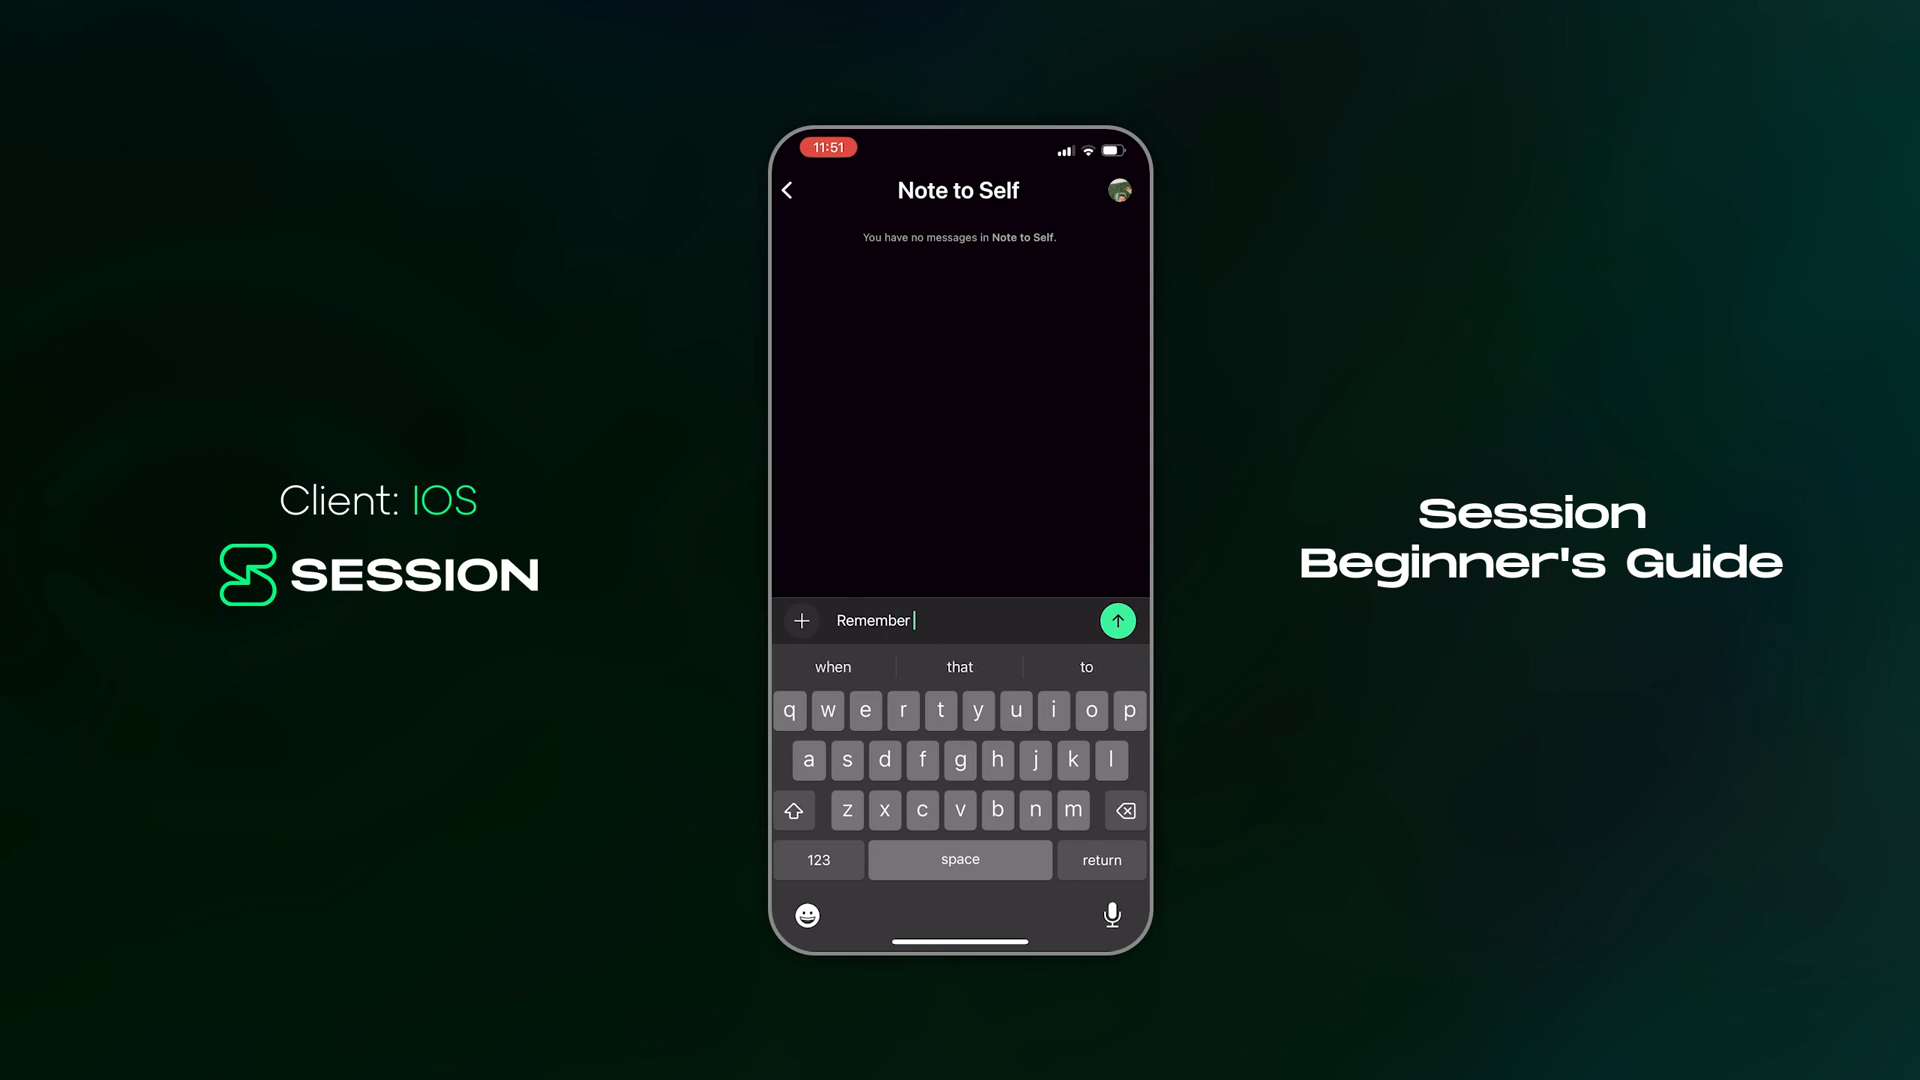 Client: IOS
SESSION
11:51
Note to Self
You have no messages in Note to Self.
Remember
when that to
q w e r t y u i o p
a s d f g h j k l
z x c v b n m
123 space return
Session
Beginner's Guide